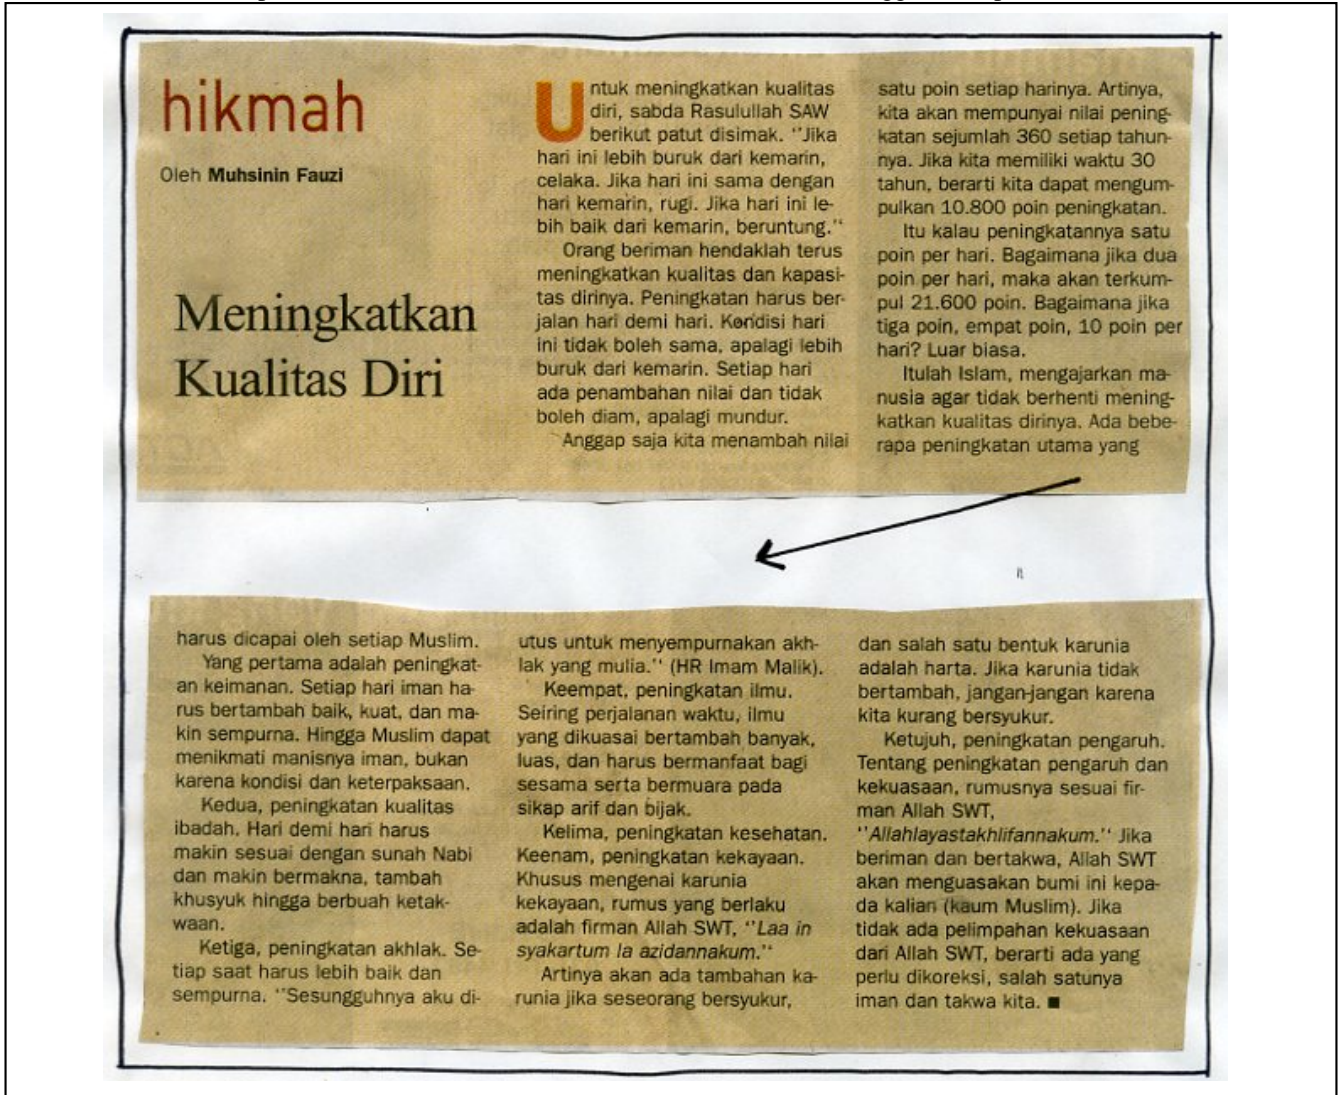 hikmah
Oleh Muhsinin Fauzi
Meningkatkan
Kualitas Diri
Untuk meningkatkan kualitas
diri, sabda Rasulullah SAW
berikut patut disimak. ''Jika
hari ini lebih buruk dari kemarin,
celaka. Jika hari ini sama dengan
hari kemarin, rugi. Jika hari ini le-
bih baik dari kemarin, beruntung.''
Orang beriman hendaklah terus
meningkatkan kualitas dan kapasi-
tas dirinya. Peningkatan harus ber-
jalan hari demi hari. Kondisi hari
ini tidak boleh sama, apalagi lebih
buruk dari kemarin. Setiap hari
ada penambahan nilai dan tidak
boleh diam, apalagi mundur.
Anggap saja kita menambah nilai
satu poin setiap harinya. Artinya,
kita akan mempunyai nilai pening-
katan sejumlah 360 setiap tahun-
nya. Jika kita memiliki waktu 30
tahun, berarti kita dapat mengum-
pulkan 10.800 poin peningkatan.
Itu kalau peningkatannya satu
poin per hari. Bagaimana jika dua
poin per hari, maka akan terkum-
pul 21.600 poin. Bagaimana jika
tiga poin, empat poin, 10 poin per
hari? Luar biasa.
Itulah Islam, mengajarkan ma-
nusia agar tidak berhenti mening-
katkan kualitas dirinya. Ada bebe-
rapa peningkatan utama yang
harus dicapai oleh setiap Muslim.
Yang pertama adalah peningkat-
an keimanan. Setiap hari iman ha-
rus bertambah baik, kuat, dan ma-
kin sempurna. Hingga Muslim dapat
menikmati manisnya iman, bukan
karena kondisi dan keterpaksaan.
Kedua, peningkatan kualitas
ibadah. Hari demi hari harus
makin sesuai dengan sunah Nabi
dan makin bermakna, tambah
khusyuk hingga berbuah ketak-
waan.
Ketiga, peningkatan akhlak. Se-
tiap saat harus lebih baik dan
sempurna. ''Sesungguhnya aku di-
utus untuk menyempurnakan akh-
lak yang mulia.'' (HR Imam Malik).
Keempat, peningkatan ilmu.
Seiring perjalanan waktu, ilmu
yang dikuasai bertambah banyak,
luas, dan harus bermanfaat bagi
sesama serta bermuara pada
sikap arif dan bijak.
Kelima, peningkatan kesehatan.
Keenam, peningkatan kekayaan.
Khusus mengenai karunia
kekayaan, rumus yang berlaku
adalah firman Allah SWT, ''Laa in
syakartum la azidannakum.''
Artinya akan ada tambahan ka-
runia jika seseorang bersyukur,
dan salah satu bentuk karunia
adalah harta. Jika karunia tidak
bertambah, jangan-jangan karena
kita kurang bersyukur.
Ketujuh, peningkatan pengaruh.
Tentang peningkatan pengaruh dan
kekuasaan, rumusnya sesuai fir-
man Allah SWT,
''Allahlayastakhlifannakum.'' Jika
beriman dan bertakwa, Allah SWT
akan menguasakan bumi ini kepa-
da kalian (kaum Muslim). Jika
tidak ada pelimpahan kekuasaan
dari Allah SWT, berarti ada yang
perlu dikoreksi, salah satunya
iman dan takwa kita. ■